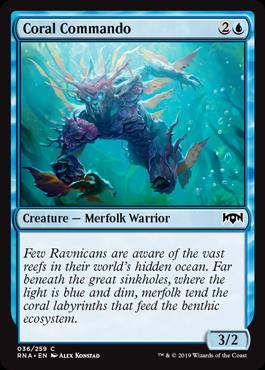 Coral Commando 2
Creature — Merfolk Warrior
Few Ravnicans are aware of the vast
reefs in their world's hidden ocean. Far
beneath the great sinkholes, where the
light is blue and dim, merfolk tend the
coral labyrinths that feed the benthic
ecosystem.
3/2
036/259 C
RNA • EN Alex Konstad
™ & © 2019 Wizards of the Coast